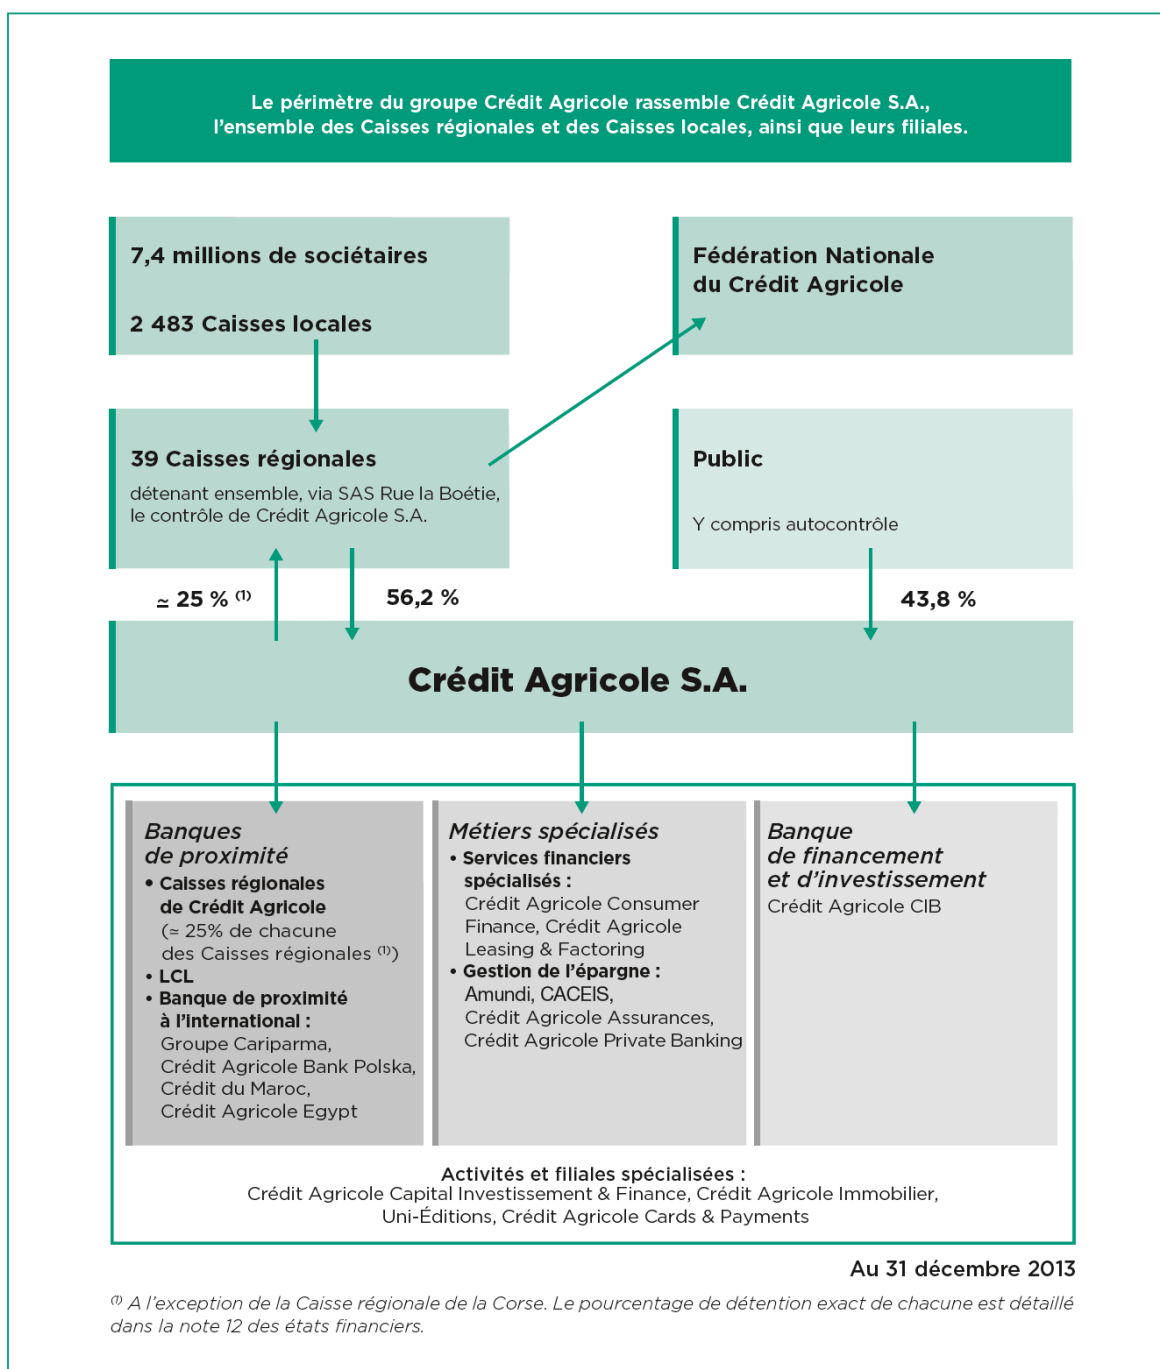 Le périmètre du groupe Crédit Agricole rassemble Crédit Agricole S.A.,
l'ensemble des Caisses régionales et des Caisses locales, ainsi que leurs filiales.
7,4 millions de sociétaires
2 483 Caisses locales
Fédération Nationale
du Crédit Agricole
39 Caisses régionales
détenant ensemble, via SAS Rue la Boétie,
le contrôle de Crédit Agricole S.A.
Public
Y compris autocontrôle
≃ 25 % (1)
56,2 %
43,8 %
Crédit Agricole S.A.
Banques
de proximité
• Caisses régionales
de Crédit Agricole
(≃ 25% de chacune
des Caisses régionales (1))
• LCL
• Banque de proximité
à l'international :
Groupe Cariparma,
Crédit Agricole Bank Polska,
Crédit du Maroc,
Crédit Agricole Egypt
Métiers spécialisés
• Services financiers
spécialisés :
Crédit Agricole Consumer
Finance, Crédit Agricole
Leasing & Factoring
• Gestion de l'épargne :
Amundi, CACEIS,
Crédit Agricole Assurances,
Crédit Agricole Private Banking
Banque
de financement
et d'investissement
Crédit Agricole CIB
Activités et filiales spécialisées :
Crédit Agricole Capital Investissement & Finance, Crédit Agricole Immobilier,
Uni-Éditions, Crédit Agricole Cards & Payments
Au 31 décembre 2013
(1) A l'exception de la Caisse régionale de la Corse. Le pourcentage de détention exact de chacune est détaillé
dans la note 12 des états financiers.